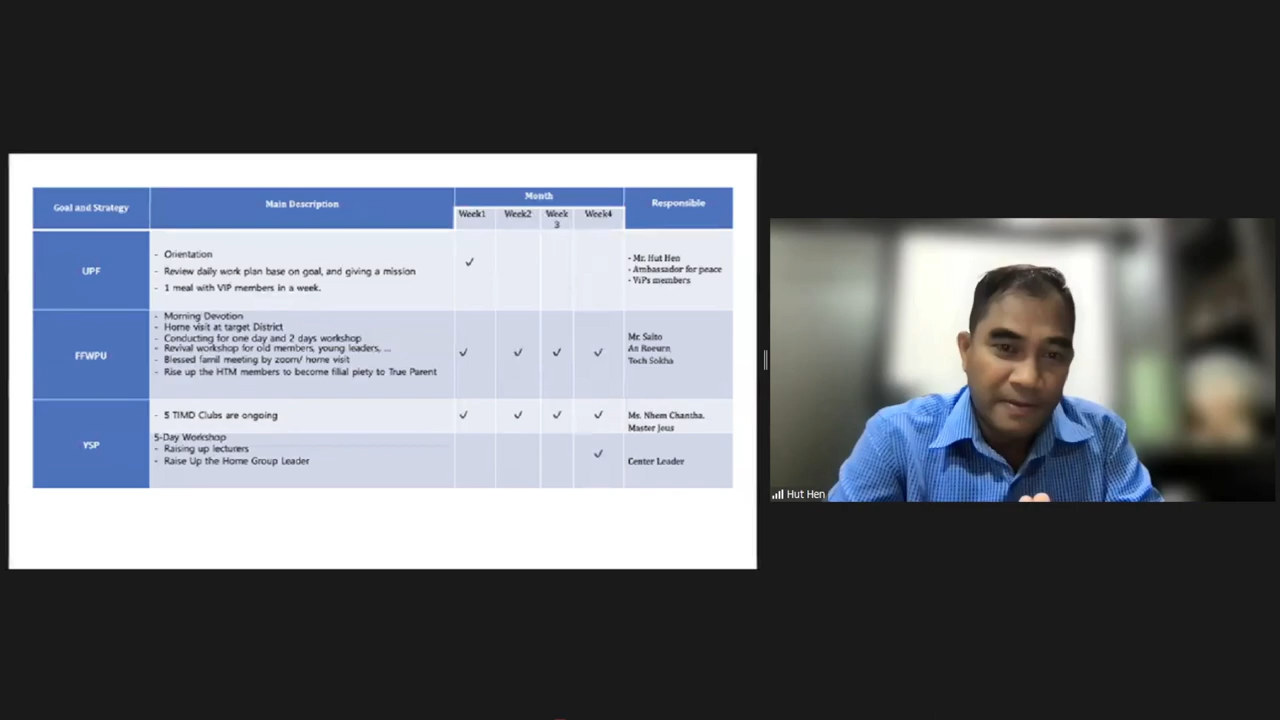 Goal and Strategy
Main Description
Month
Responsible
Week1
Week2
Week
3
Week4
UPF
- Orientation
- Review daily work plan base on goal, and giving a mission
- 1 meal with VIP members in a week.
✓
- Mr. Hut Hen
- Ambassador for peace
- ViPs members
FFWPU
- Morning Devotion
- Home visit at target District
- Conducting for one day and 2 days workshop
- Revival workshop for old members, young leaders, ...
- Blessed famil meeting by zoom/ home visit
- Rise up the HTM members to become filial piety to True Parent
✓ ✓ ✓ ✓
Mr. Saito
An Roeurn
Tech Sokha
YSP
- 5 TIMD Clubs are ongoing
✓ ✓ ✓ ✓
Ms. Nhem Chantha.
Master Jeus
5-Day Workshop
- Raising up lecturers
- Raise Up the Home Group Leader
✓
Center Leader
Hut Hen